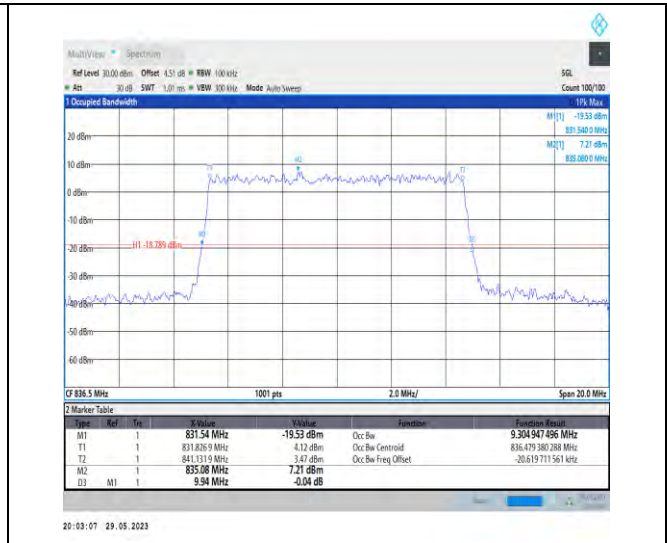 MultiView Spectrum
Ref Level 30.00 dBm Offset 4.51 dB RBW 100 kHz SGL
Att 30 dB SWT 1.01 ms VBW 300 kHz Mode Auto Sweep Count 100/100
1 Occupied Bandwidth 1Pk Max
M1[1] -19.53 dBm
831.540 0 MHz
M2[1] 7.21 dBm
835.080 0 MHz
20 dBm
10 dBm
M2
T1
0 dBm
-10 dBm
H1 -18.789 dBm
-20 dBm
-30 dBm
-40 dBm
-50 dBm
-60 dBm
CF 836.5 MHz 1001 pts 2.0 MHz/ Span 20.0 MHz
2 Marker Table
Type Ref Trc X-Value Y-Value Function Function Result
M1 1 831.54 MHz -19.53 dBm Occ Bw 9.304 947 496 MHz
T1 1 831.826 9 MHz 4.12 dBm Occ Bw Centroid 836.479 380 288 MHz
T2 1 841.131 9 MHz 3.47 dBm Occ Bw Freq Offset -20.619 711 561 kHz
M2 1 835.08 MHz 7.21 dBm
D3 M1 1 9.94 MHz -0.04 dB
20:03:07 29.05.2023